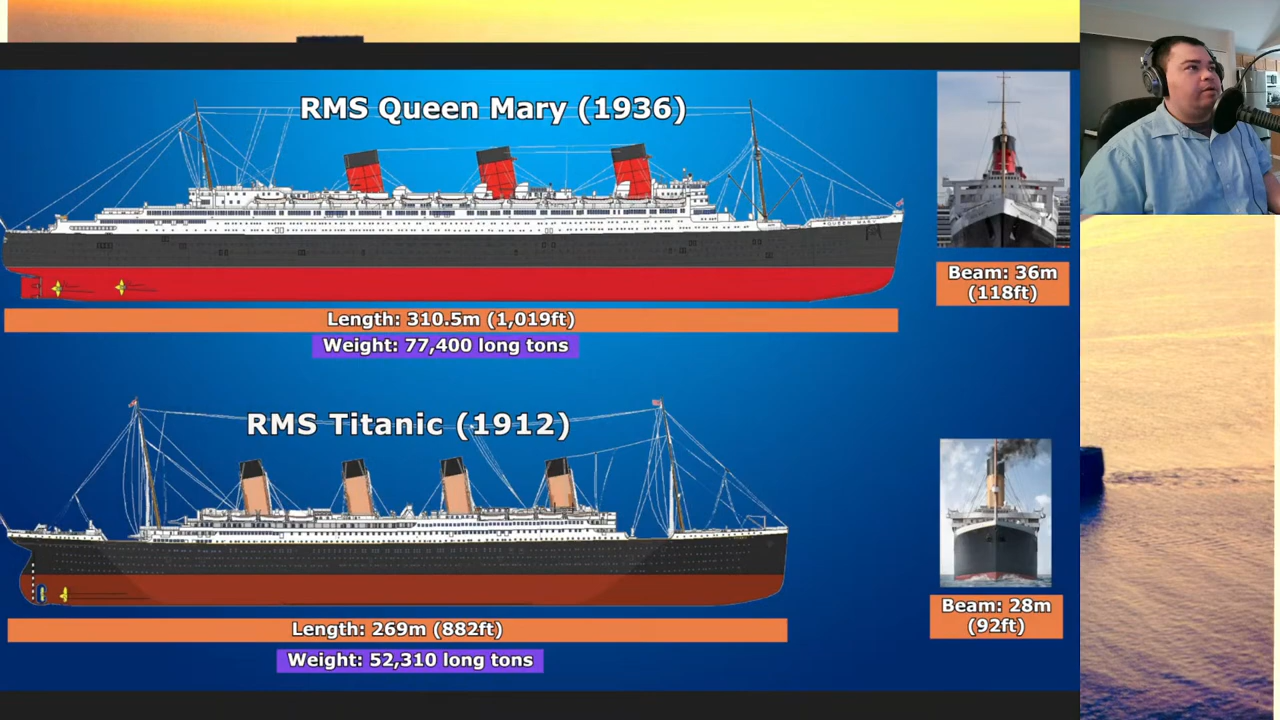 RMS Queen Mary (1936)
Beam: 36m
(118ft)
Length: 310.5m (1,019ft)
Weight: 77,400 long tons
RMS Titanic (1912)
Beam: 28m
(92ft)
Length: 269m (882ft)
Weight: 52,310 long tons